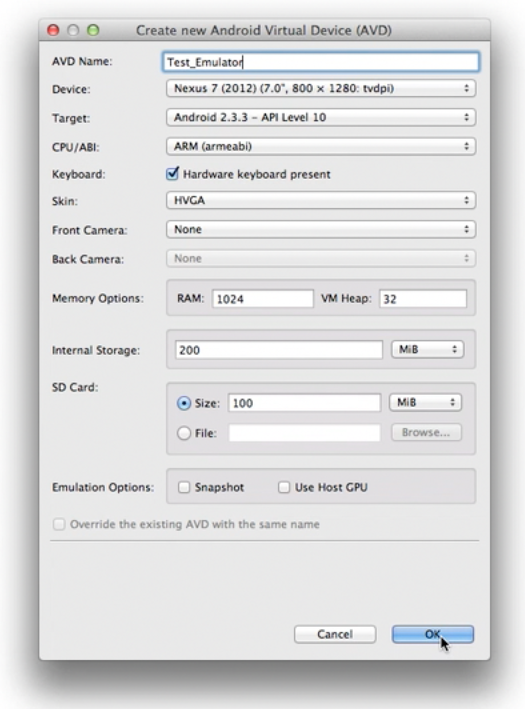 Create new Android Virtual Device (AVD)
AVD Name: Test_Emulator
Device: Nexus 7 (2012) (7.0", 800 × 1280: tvdpi)
Target: Android 2.3.3 – API Level 10
CPU/ABI: ARM (armeabi)
Keyboard: Hardware keyboard present
Skin: HVGA
Front Camera: None
Back Camera: None
Memory Options: RAM: 1024 VM Heap: 32
Internal Storage: 200 MiB
SD Card:
Size: 100 MiB
File: Browse...
Emulation Options: Snapshot Use Host GPU
Override the existing AVD with the same name
Cancel OK